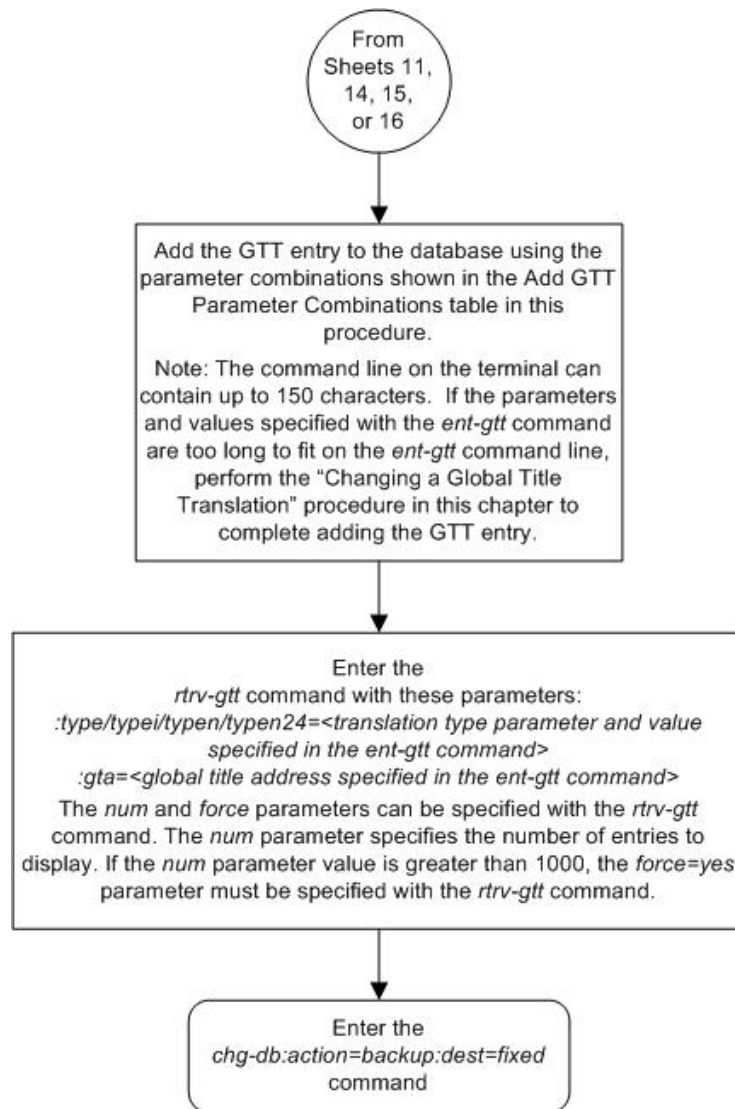 From
Sheets 11,
14, 15,
or 16
Add the GTT entry to the database using the
parameter combinations shown in the Add GTT
Parameter Combinations table in this
procedure.
Note: The command line on the terminal can
contain up to 150 characters.  If the parameters
and values specified with the ent-gtt command
are too long to fit on the ent-gtt command line,
perform the “Changing a Global Title
Translation” procedure in this chapter to
complete adding the GTT entry.
Enter the
rtrv-gtt command with these parameters:
:type/typei/typen/typen24=<translation type parameter and value
specified in the ent-gtt command>
:gta=<global title address specified in the ent-gtt command>
The num and force parameters can be specified with the rtrv-gtt
command. The num parameter specifies the number of entries to
display. If the num parameter value is greater than 1000, the force=yes
parameter must be specified with the rtrv-gtt command.
Enter the
chg-db:action=backup:dest=fixed
command